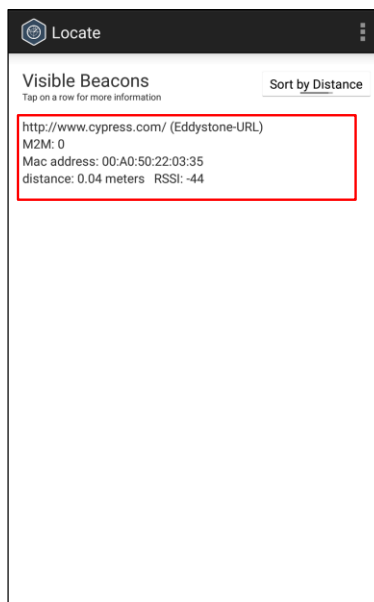 Locate
Visible Beacons
Sort by Distance
Tap on a row for more information
http://www.cypress.com/ (Eddystone-URL)
M2M: 0
Mac address: 00:A0:50:22:03:35
distance: 0.04 meters   RSSI: -44